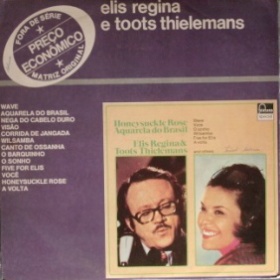 elis regina
e toots thielemans
FORA DE SÉRIE
PREÇO
ECONÔMICO
MATRIZ ORIGINAL
WAVE
AQUARELA DO BRASIL
NEGA DO CABELO DURO
VISÃO
CORRIDA DE JANGADA
WILSAMBA
CANTO DE OSSANHA
O BARQUINHO
O SONHO
FIVE FOR ELIS
VOCÊ
HONEYSUCKLE ROSE
A VOLTA
Honeysuckle Rose
Aquarela do Brasil
Elis Regina &
Toots Thielemans